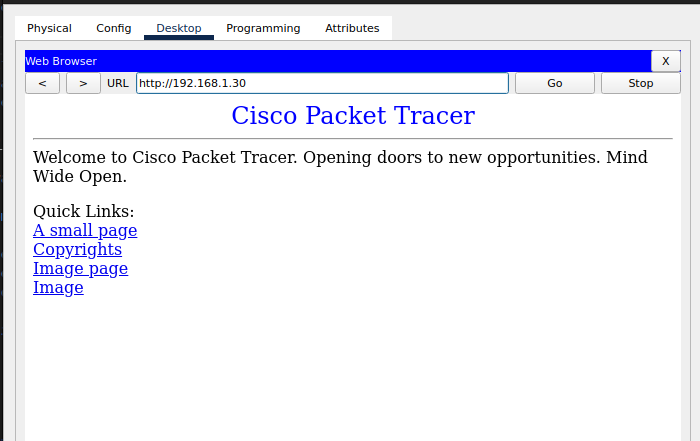 Physical Config Desktop Programming Attributes
Web Browser X
< > URL http://192.168.1.30 Go Stop
Cisco Packet Tracer
Welcome to Cisco Packet Tracer. Opening doors to new opportunities. Mind
Wide Open.
Quick Links:
A small page
Copyrights
Image page
Image